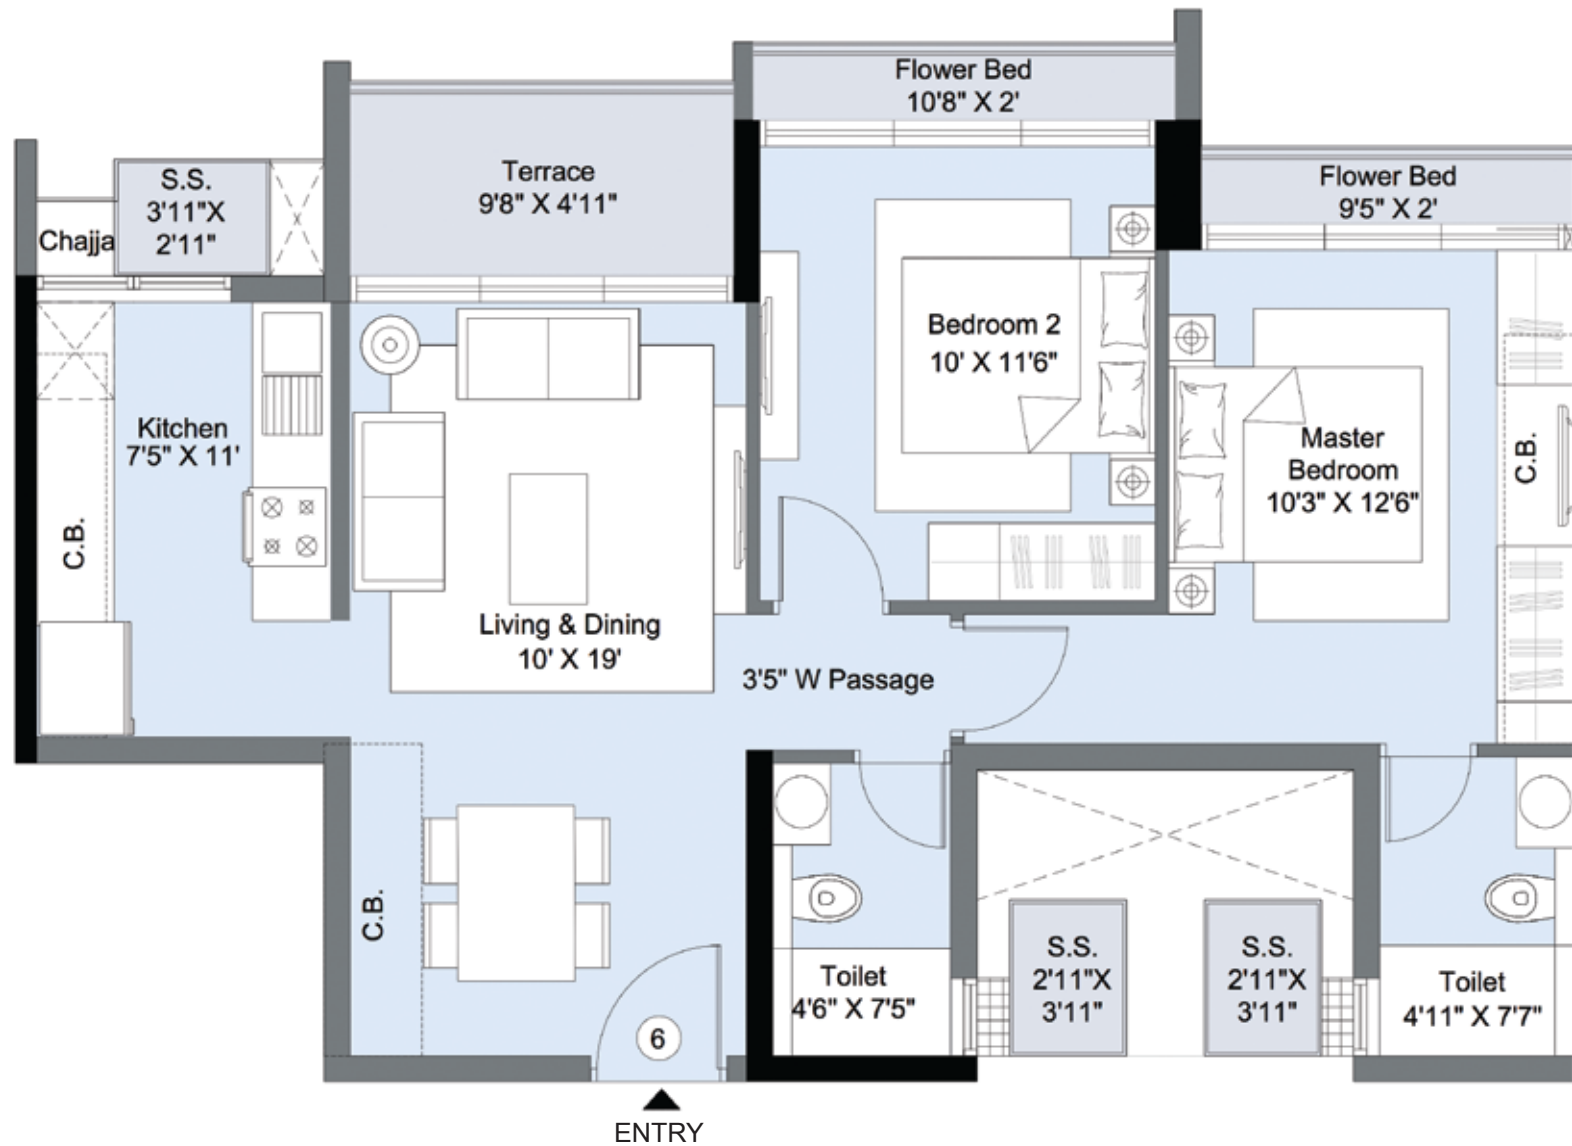 Flower Bed
10'8" X 2'
Terrace
9'8" X 4'11"
S.S.
3'11"X
2'11"
Chajja
Flower Bed
9'5" X 2'
Bedroom 2
10' X 11'6"
Kitchen
7'5" X 11'
C.B.
Master
Bedroom
10'3" X 12'6"
C.B.
Living & Dining
10' X 19'
3'5" W Passage
C.B.
Toilet
4'6" X 7'5"
S.S.
2'11"X
3'11"
S.S.
2'11"X
3'11"
Toilet
4'11" X 7'7"
6
ENTRY